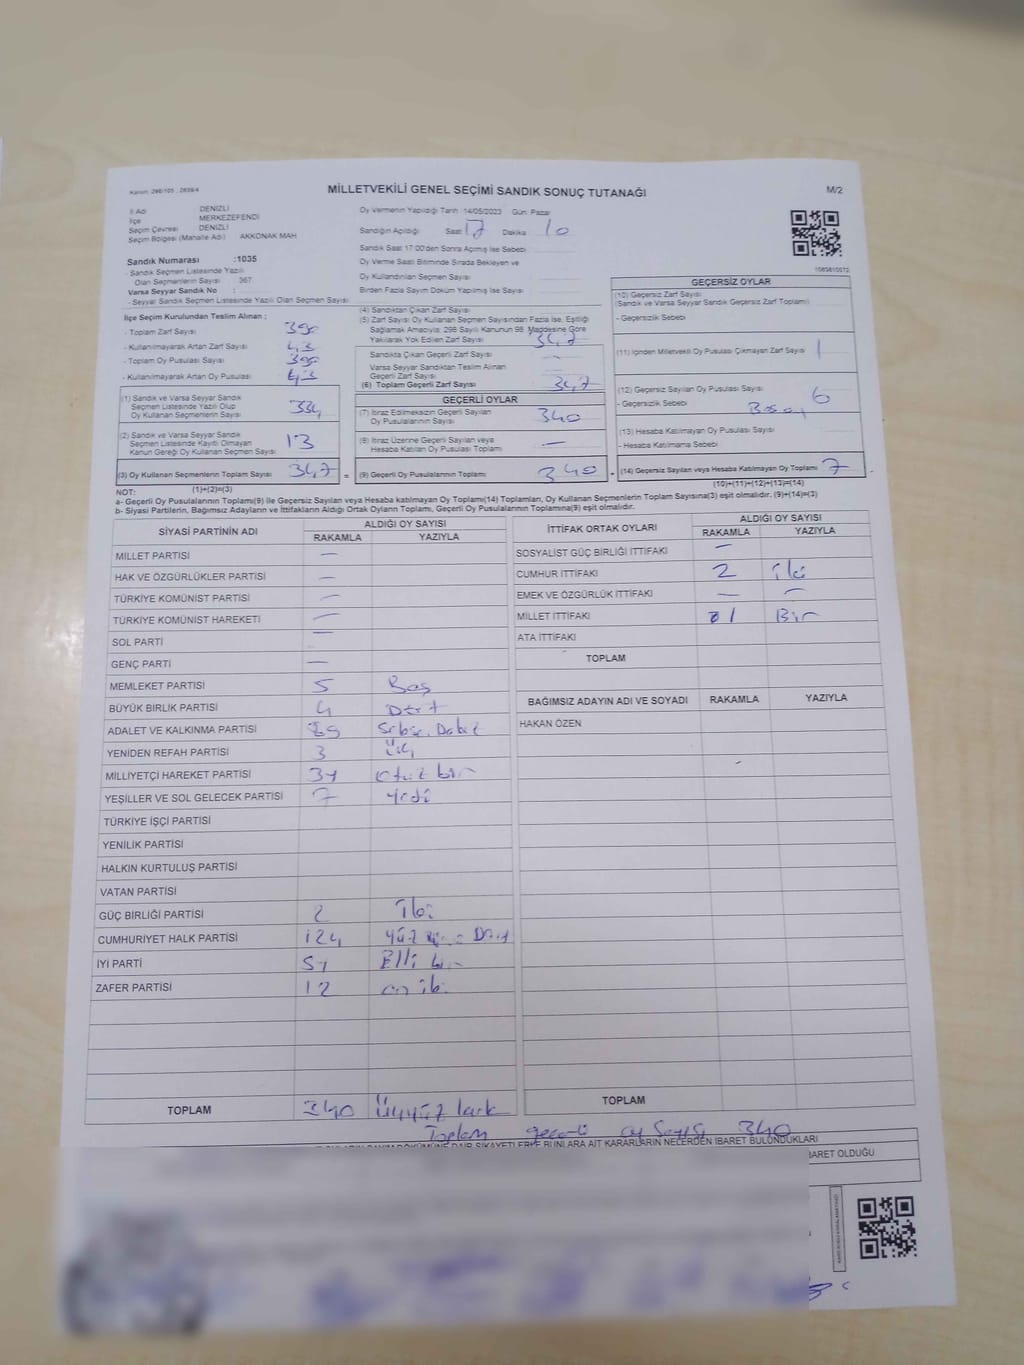 Kanun: 298/105 ; 2839/4
MİLLETVEKİLİ GENEL SEÇİMİ SANDIK SONUÇ TUTANAĞI
M/2
İl Adı DENİZLİ
İlçe MERKEZEFENDİ
Seçim Çevresi DENİZLİ
Seçim Bölgesi (Mahalle Adı) AKKONAK MAH
Oy Vermenin Yapıldığı Tarih :14/05/2023 Gün: Pazar
Sandığın Açıldığı Saat 17 Dakika 10
Sandık Saat 17:00'den Sonra Açılmış İse Sebebi
Oy Verme Saati Bitiminde Sırada Bekleyen ve
Oy Kullandırılan Seçmen Sayısı
Birden Fazla Sayım Döküm Yapılmış İse Sayısı
Sandık Numarası :1035
- Sandık Seçmen Listesinde Yazılı
Olan Seçmenlerin Sayısı : 367
Varsa Seyyar Sandık No :
- Seyyar Sandık Seçmen Listesinde Yazılı Olan Seçmen Sayısı
İlçe Seçim Kurulundan Teslim Alınan :
- Toplam Zarf Sayısı 390
- Kullanılmayarak Artan Zarf Sayısı 43
- Toplam Oy Pusulası Sayısı 390
- Kullanılmayarak Artan Oy Pusulası 43
(1) Sandık ve Varsa Seyyar Sandık
Seçmen Listesinde Yazılı Olup
Oy Kullanan Seçmenlerin Sayısı 334
(2) Sandık ve Varsa Seyyar Sandık
Seçmen Listesinde Kayıtlı Olmayan
Kanun Gereği Oy Kullanan Seçmen Sayısı 13
(3) Oy Kullanan Seçmenlerin Toplam Sayısı 347
(1)+(2)=(3)
(4) Sandıktan Çıkan Zarf Sayısı
(5) Zarf Sayısı Oy Kullanan Seçmen Sayısından Fazla İse, Eşitliği
Sağlamak Amacıyla; 298 Sayılı Kanunun 98. Maddesine Göre
Yakılarak Yok Edilen Zarf Sayısı 347
Sandıkta Çıkan Geçerli Zarf Sayısı —
Varsa Seyyar Sandıktan Teslim Alınan
Geçerli Zarf Sayısı —
(6) Toplam Geçerli Zarf Sayısı 347
GEÇERLİ OYLAR
(7) İtiraz Edilmeksizin Geçerli Sayılan
Oy Pusulalarının Sayısı 340
(8) İtiraz Üzerine Geçerli Sayılan veya
Hesaba Katılan Oy Pusulası Toplamı —
= (9) Geçerli Oy Pusulalarının Toplamı 340
GEÇERSİZ OYLAR
(10) Geçersiz Zarf Sayısı
(Sandık ve Varsa Seyyar Sandık Geçersiz Zarf Toplamı)
- Geçersizlik Sebebi
(11) İçinden Milletvekili Oy Pusulası Çıkmayan Zarf Sayısı 1
(12) Geçersiz Sayılan Oy Pusulası Sayısı 6
- Geçersizlik Sebebi
(13) Hesaba Katılmayan Oy Pusulası Sayısı
- Hesaba Katılmama Sebebi
+ (14) Geçersiz Sayılan veya Hesaba Katılmayan Oy Toplamı 7
(10)+(11)+(12)+(13)=(14)
NOT:
a- Geçerli Oy Pusulalarının Toplamı(9) ile Geçersiz Sayılan veya Hesaba katılmayan Oy Toplamı(14) Toplamları, Oy Kullanan Seçmenlerin Toplam Sayısına(3) eşit olmalıdır. (9)+(14)=(3)
b- Siyasi Partilerin, Bağımsız Adayların ve İttifakların Aldığı Ortak Oyların Toplamı, Geçerli Oy Pusulalarının Toplamına(9) eşit olmalıdır.
SİYASİ PARTİNİN ADI
ALDIĞI OY SAYISI
RAKAMLA YAZIYLA
MİLLET PARTİSİ —
HAK VE ÖZGÜRLÜKLER PARTİSİ —
TÜRKİYE KOMÜNİST PARTİSİ —
TÜRKİYE KOMÜNİST HAREKETİ —
SOL PARTİ —
GENÇ PARTİ —
MEMLEKET PARTİSİ 5 Beş
BÜYÜK BİRLİK PARTİSİ 4 Dört
ADALET VE KALKINMA PARTİSİ
YENİDEN REFAH PARTİSİ 3 Üç
MİLLİYETÇİ HAREKET PARTİSİ 31 otuz bir
YEŞİLLER VE SOL GELECEK PARTİSİ 7 Yedi
TÜRKİYE İŞÇİ PARTİSİ
YENİLİK PARTİSİ
HALKIN KURTULUŞ PARTİSİ
VATAN PARTİSİ
GÜÇ BİRLİĞİ PARTİSİ 2 İki
CUMHURİYET HALK PARTİSİ 124 Yüz Dört
İYİ PARTİ 51 Elli bir
ZAFER PARTİSİ 12 on iki
TOPLAM 340 Üçyüz kırk
İTTİFAK ORTAK OYLARI
ALDIĞI OY SAYISI
RAKAMLA YAZIYLA
SOSYALİST GÜÇ BİRLİĞİ İTTİFAKI —
CUMHUR İTTİFAKI 2 İki
EMEK VE ÖZGÜRLÜK İTTİFAKI — —
MİLLET İTTİFAKI 1 Bir
ATA İTTİFAKI
TOPLAM
BAĞIMSIZ ADAYIN ADI VE SOYADI RAKAMLA YAZIYLA
HAKAN ÖZEN
TOPLAM
Toplam geçerli oy sayısı 340
BUNLARA AİT KARARLARIN NELERDEN İBARET BULUNDUKLARI
İBARET OLDUĞU